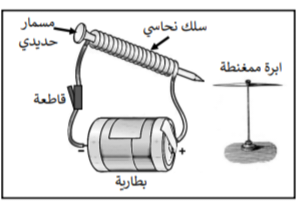 مسمار
حديدي
سلك نحاسي
ابرة ممغنطة
قاطعة
- +
بطارية